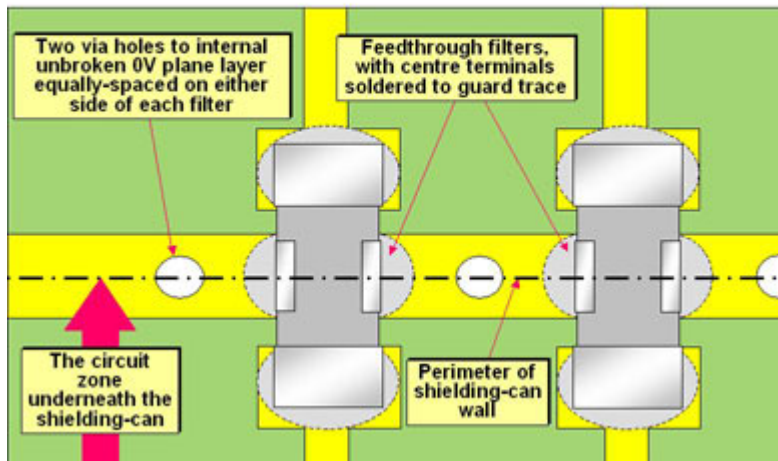 Two via holes to internal
unbroken 0V plane layer
equally-spaced on either
side of each filter
Feedthrough filters,
with centre terminals
soldered to guard trace
The circuit
zone
underneath the
shielding-can
Perimeter of
shielding-can
wall